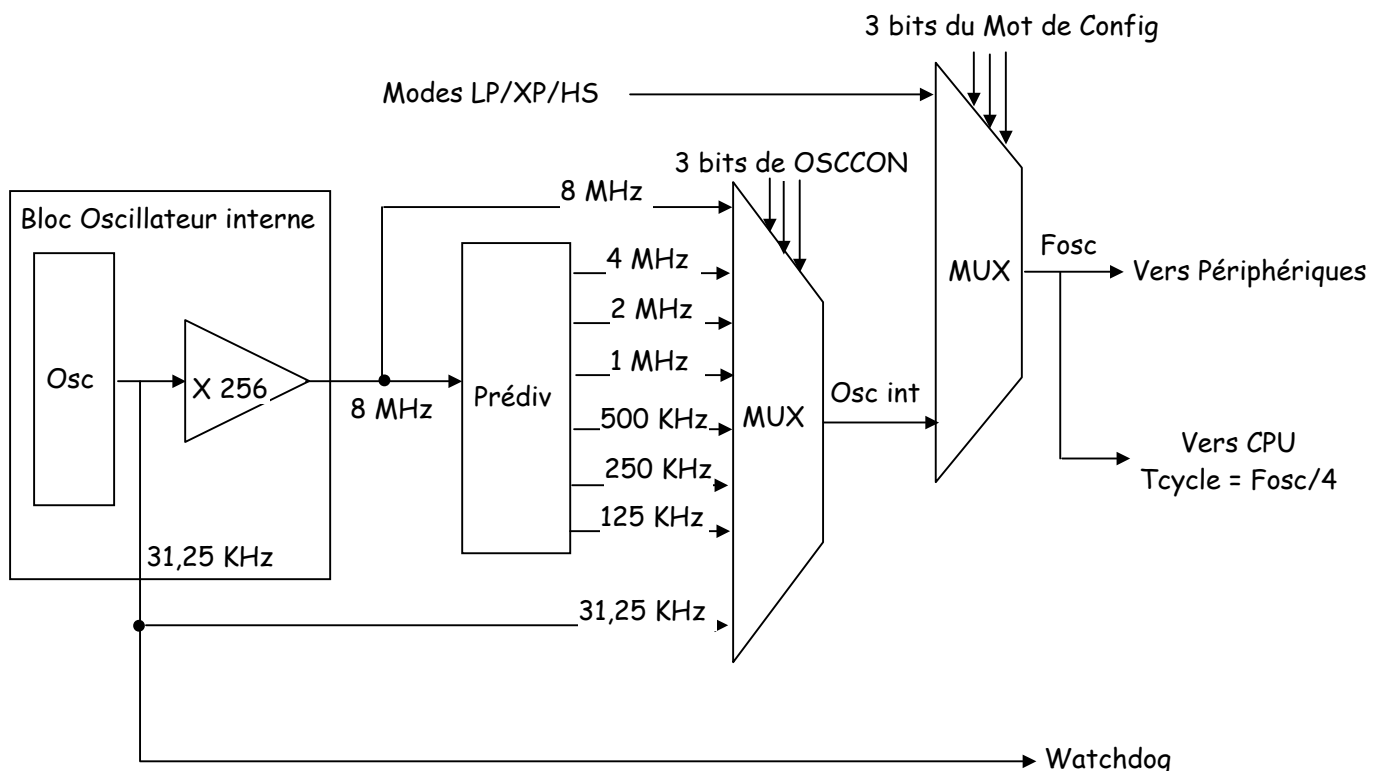 3 bits du Mot de Config
Modes LP/XP/HS
3 bits de OSCCON
8 MHz
Bloc Oscillateur interne
Fosc
4 MHz
MUX
Vers Périphériques
2 MHz
1 MHz
Osc
X 256
Prédiv
Osc int
8 MHz
500 KHz
MUX
Vers CPU
250 KHz
Tcycle = Fosc/4
125 KHz
31,25 KHz
31,25 KHz
Watchdog